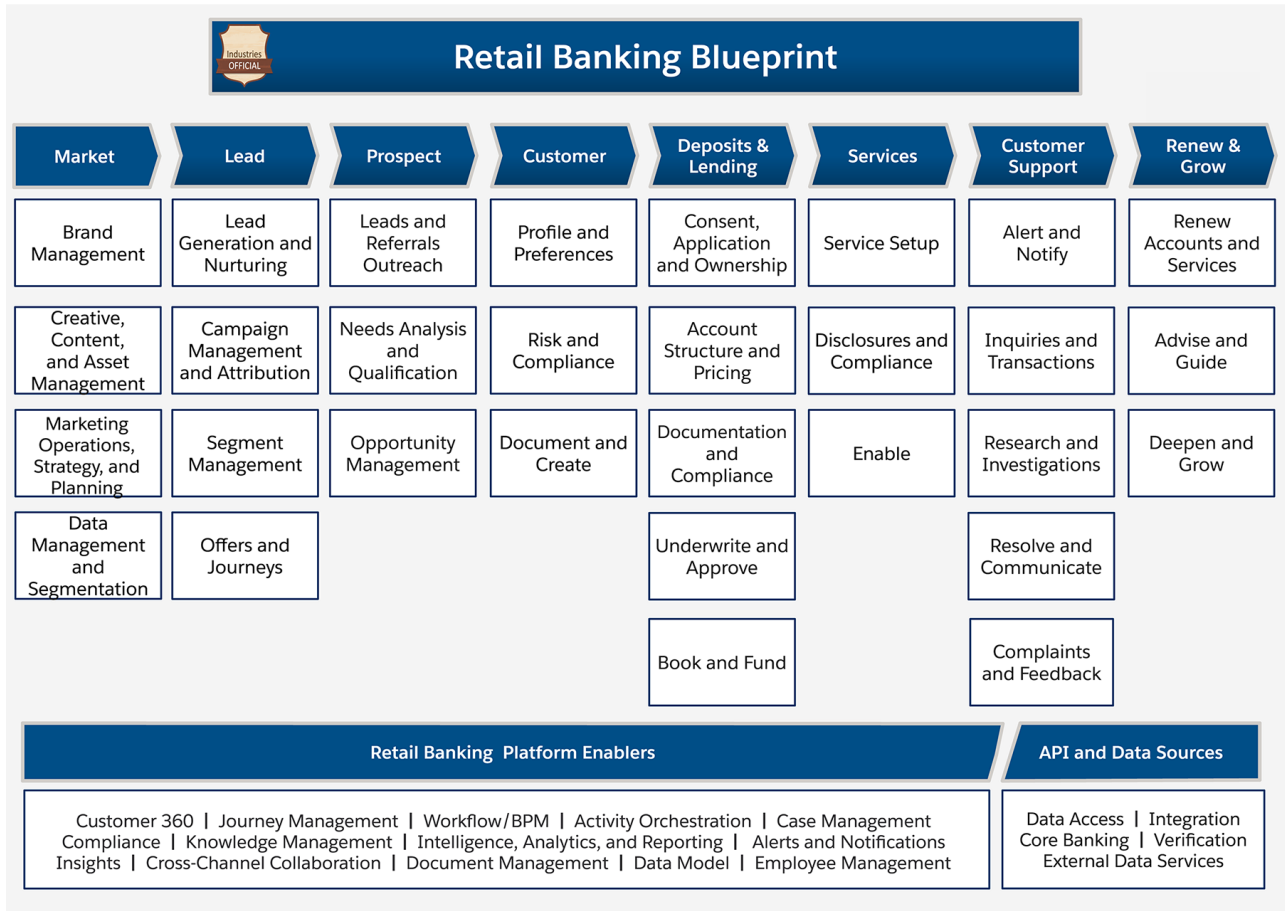 Industries
OFFICIAL
Retail Banking Blueprint
Market
Lead
Prospect
Customer
Deposits &
Lending
Services
Customer
Support
Renew &
Grow
Brand
Management
Lead
Generation and
Nurturing
Leads and
Referrals
Outreach
Profile and
Preferences
Consent,
Application
and Ownership
Service Setup
Alert and
Notify
Renew
Accounts and
Services
Creative,
Content,
and Asset
Management
Campaign
Management
and Attribution
Needs Analysis
and
Qualification
Risk and
Compliance
Account
Structure and
Pricing
Disclosures and
Compliance
Inquiries and
Transactions
Advise and
Guide
Marketing
Operations,
Strategy, and
Planning
Segment
Management
Opportunity
Management
Document and
Create
Documentation
and
Compliance
Enable
Research and
Investigations
Deepen and
Grow
Data
Management
and
Segmentation
Offers and
Journeys
Underwrite and
Approve
Resolve and
Communicate
Book and Fund
Complaints
and Feedback
Retail Banking Platform Enablers
Customer 360 | Journey Management | Workflow/BPM | Activity Orchestration | Case Management
Compliance | Knowledge Management | Intelligence, Analytics, and Reporting | Alerts and Notifications
Insights | Cross-Channel Collaboration | Document Management | Data Model | Employee Management
API and Data Sources
Data Access | Integration
Core Banking | Verification
External Data Services